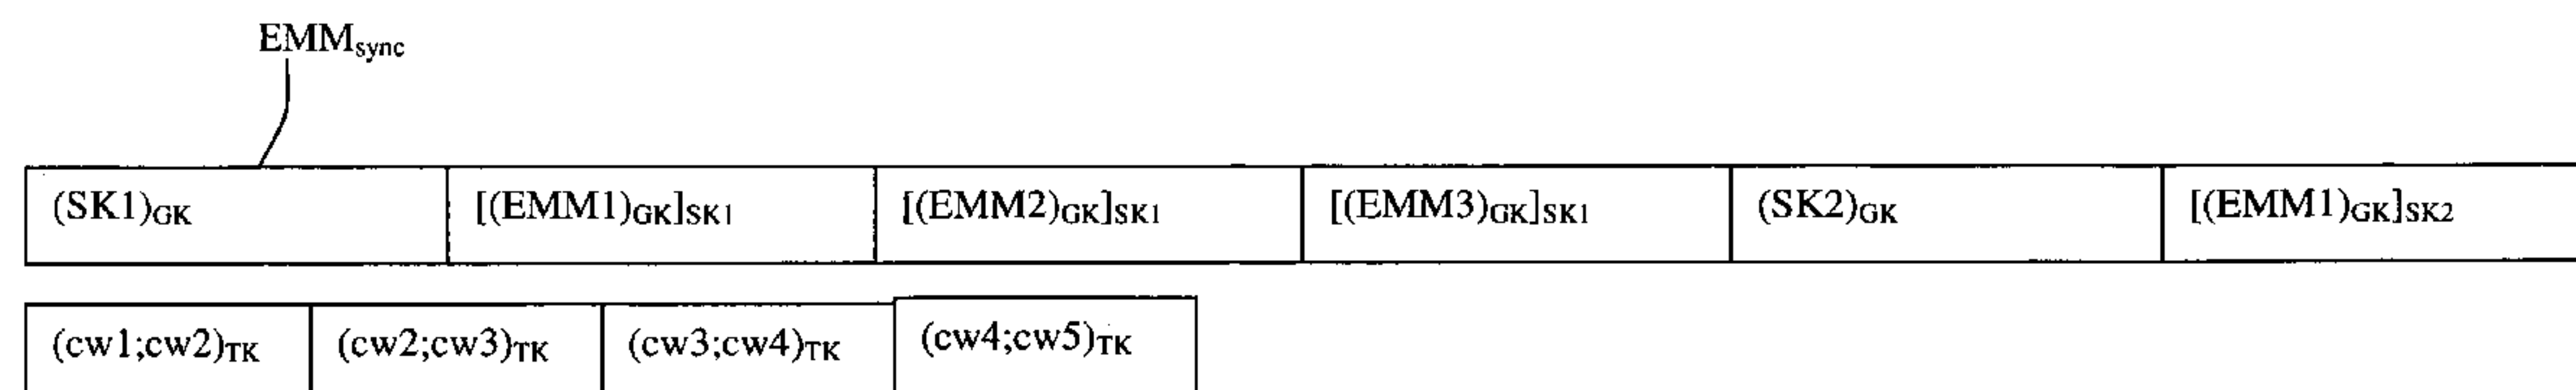 EMMsync
(SK1)GK [(EMM1)GK]SK1 [(EMM2)GK]SK1 [(EMM3)GK]SK1 (SK2)GK [(EMM1)GK]SK2
(cw1;cw2)TK (cw2;cw3)TK (cw3;cw4)TK (cw4;cw5)TK